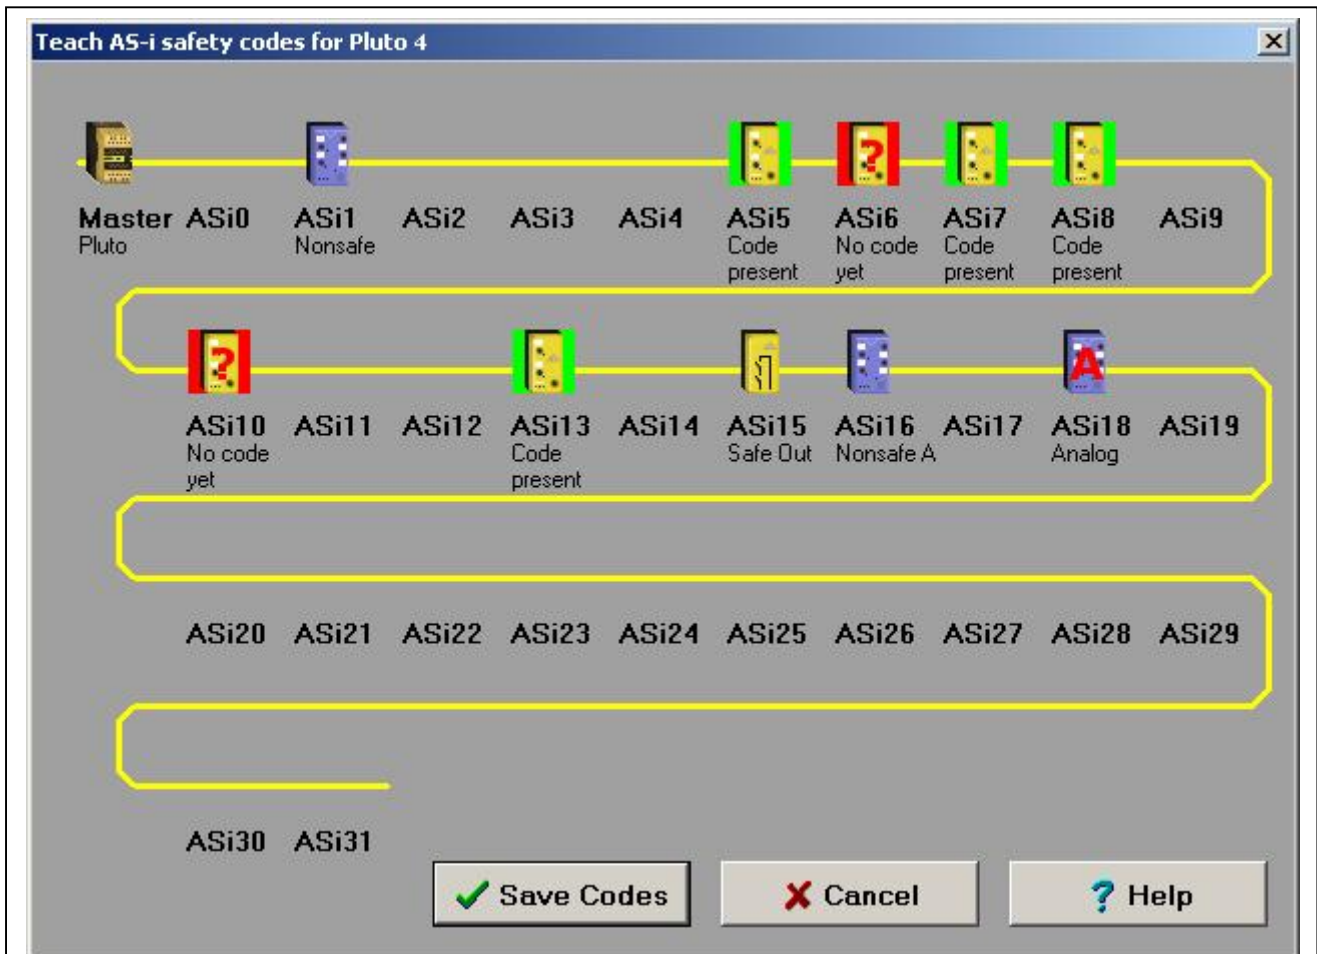 Teach AS-i safety codes for Pluto 4
Master ASi0 ASi1 ASi2 ASi3 ASi4 ASi5 ASi6 ASi7 ASi8 ASi9
Pluto Nonsafe Code No code Code Code
present yet present present
?
?
A
ASi10 ASi11 ASi12 ASi13 ASi14 ASi15 ASi16 ASi17 ASi18 ASi19
No code Code Safe Out Nonsafe A Analog
yet present
ASi20 ASi21 ASi22 ASi23 ASi24 ASi25 ASi26 ASi27 ASi28 ASi29
ASi30 ASi31
Save Codes Cancel ? Help